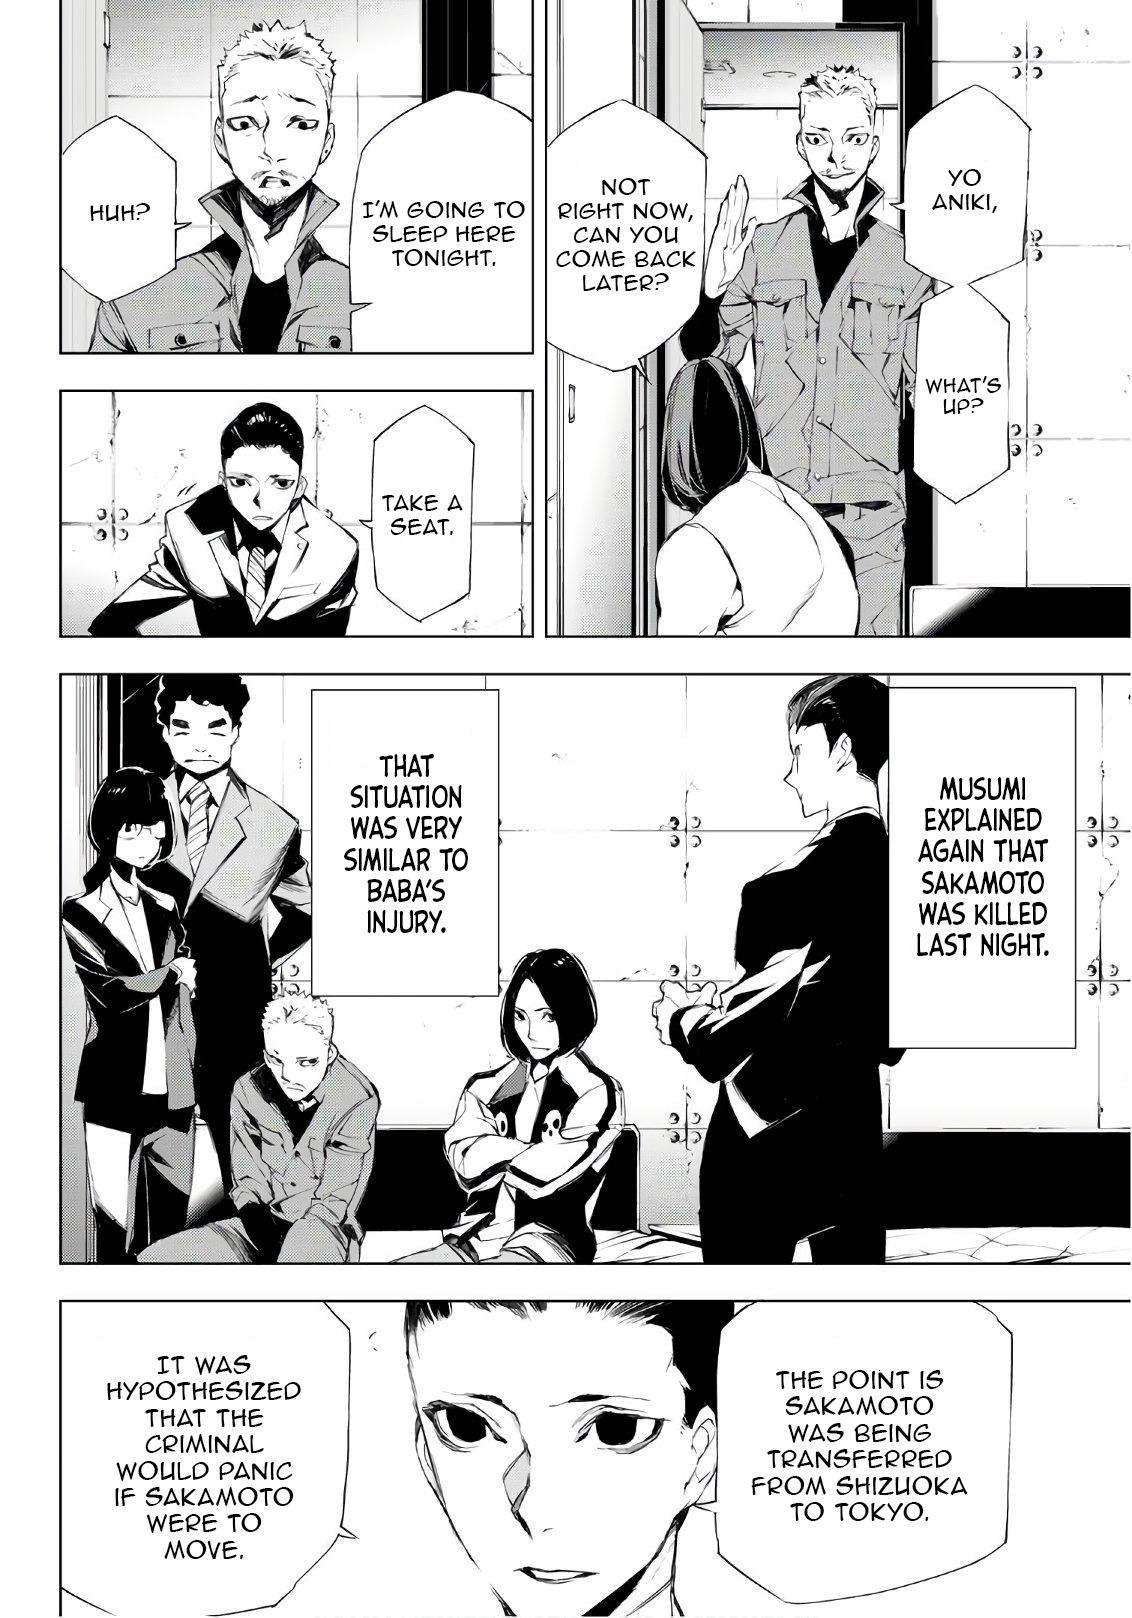 YO
ANIKI,
WHAT'S
UP?
NOT
RIGHT NOW,
CAN YOU
COME BACK
LATER?
I'M GOING TO
SLEEP HERE
TONIGHT.
HUH?
TAKE A
SEAT.
MUSUMI
EXPLAINED
AGAIN THAT
SAKAMOTO
WAS KILLED
LAST NIGHT.
THAT
SITUATION
WAS VERY
SIMILAR TO
BABA'S
INJURY.
THE POINT IS
SAKAMOTO
WAS BEING
TRANSFERRED
FROM SHIZUOKA
TO TOKYO.
IT WAS
HYPOTHESIZED
THAT THE
CRIMINAL
WOULD PANIC
IF SAKAMOTO
WERE TO
MOVE.